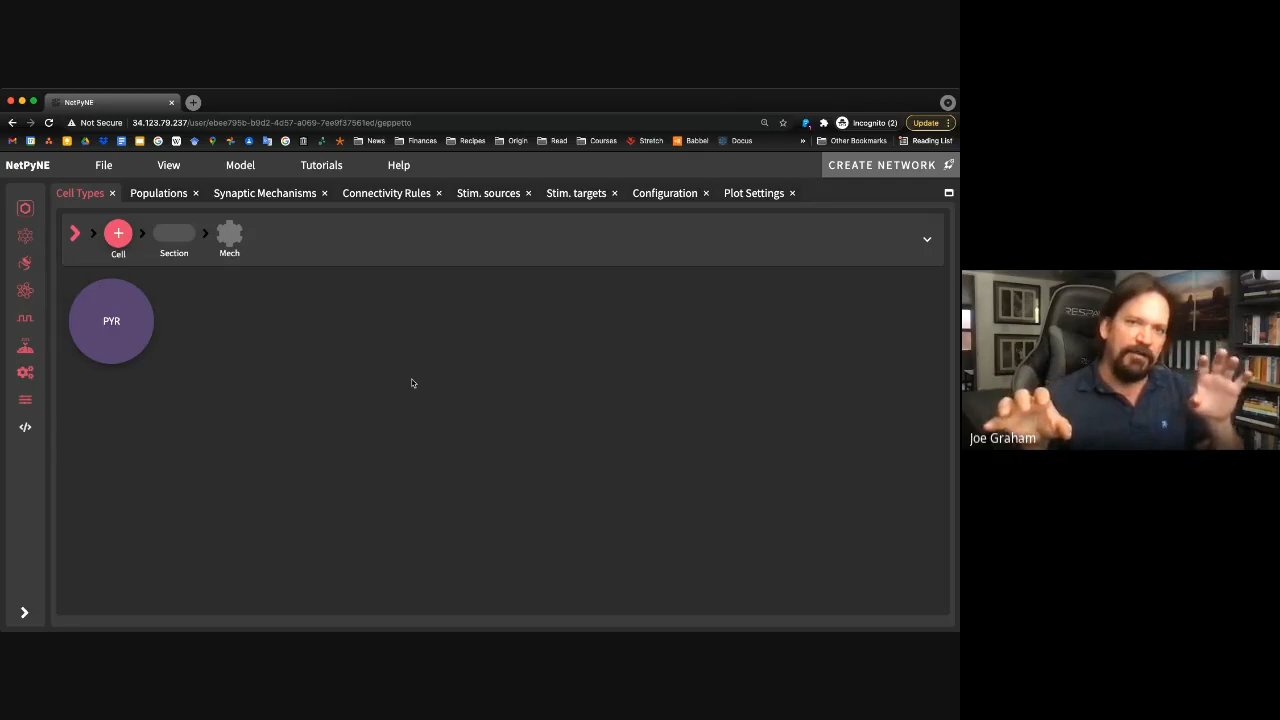 NetPyNE
Not Secure 34.123.79.237/user/ebee795b-b9d2-4d57-a069-7ee9f37561ed/geppetto
Incognito (2)
Update
News Finances Recipes Origin Read Courses Stretch Babbel Docus
Other Bookmarks Reading List
NetPyNE File View Model Tutorials Help CREATE NETWORK
Cell Types Populations Synaptic Mechanisms Connectivity Rules Stim. sources Stim. targets Configuration Plot Settings
Cell Section Mech
PYR
RESPA
Joe Graham